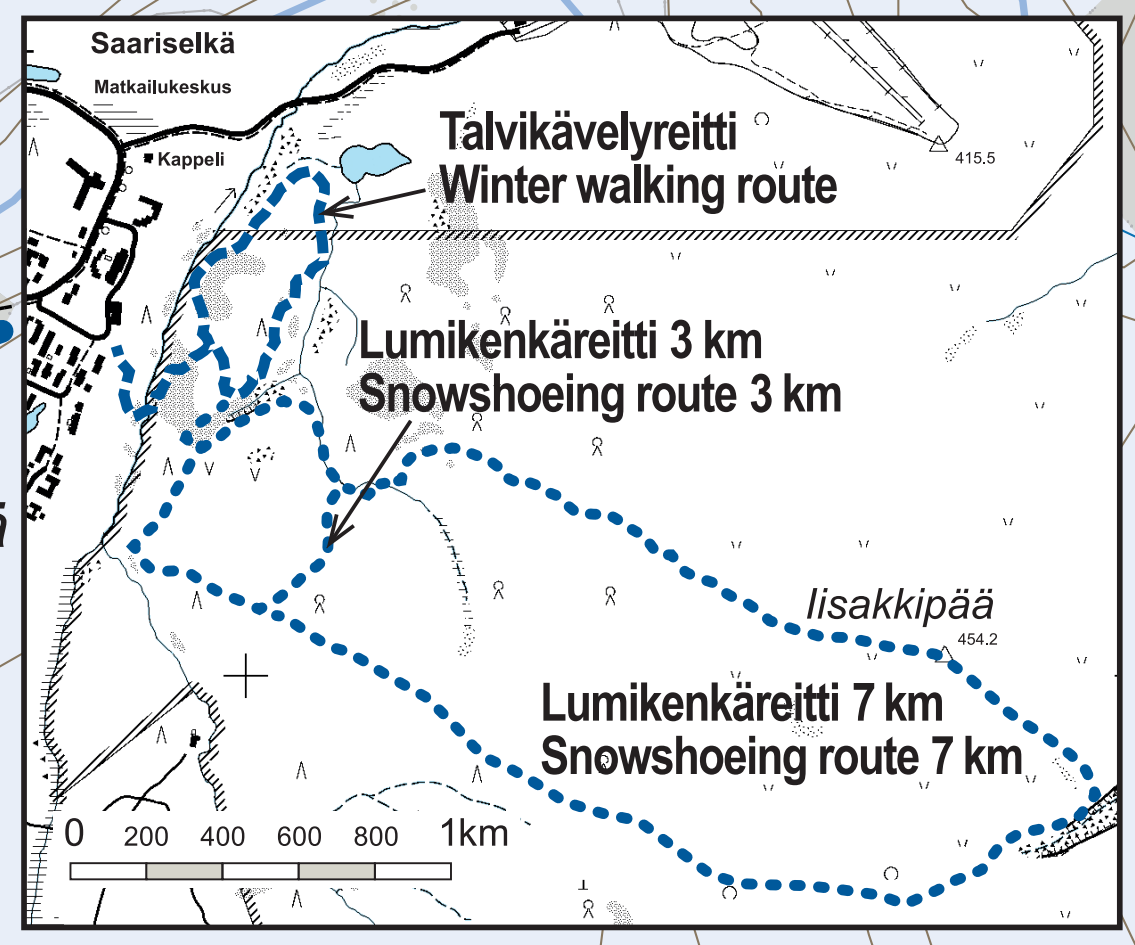 Saariselkä
Matkailukeskus
Kappeli
Talvikävelyreitti
Winter walking route
415.5
Lumikenkäreitti 3 km
Snowshoeing route 3 km
Iisakkipää
454.2
Lumikenkäreitti 7 km
Snowshoeing route 7 km
0 200 400 600 800 1km